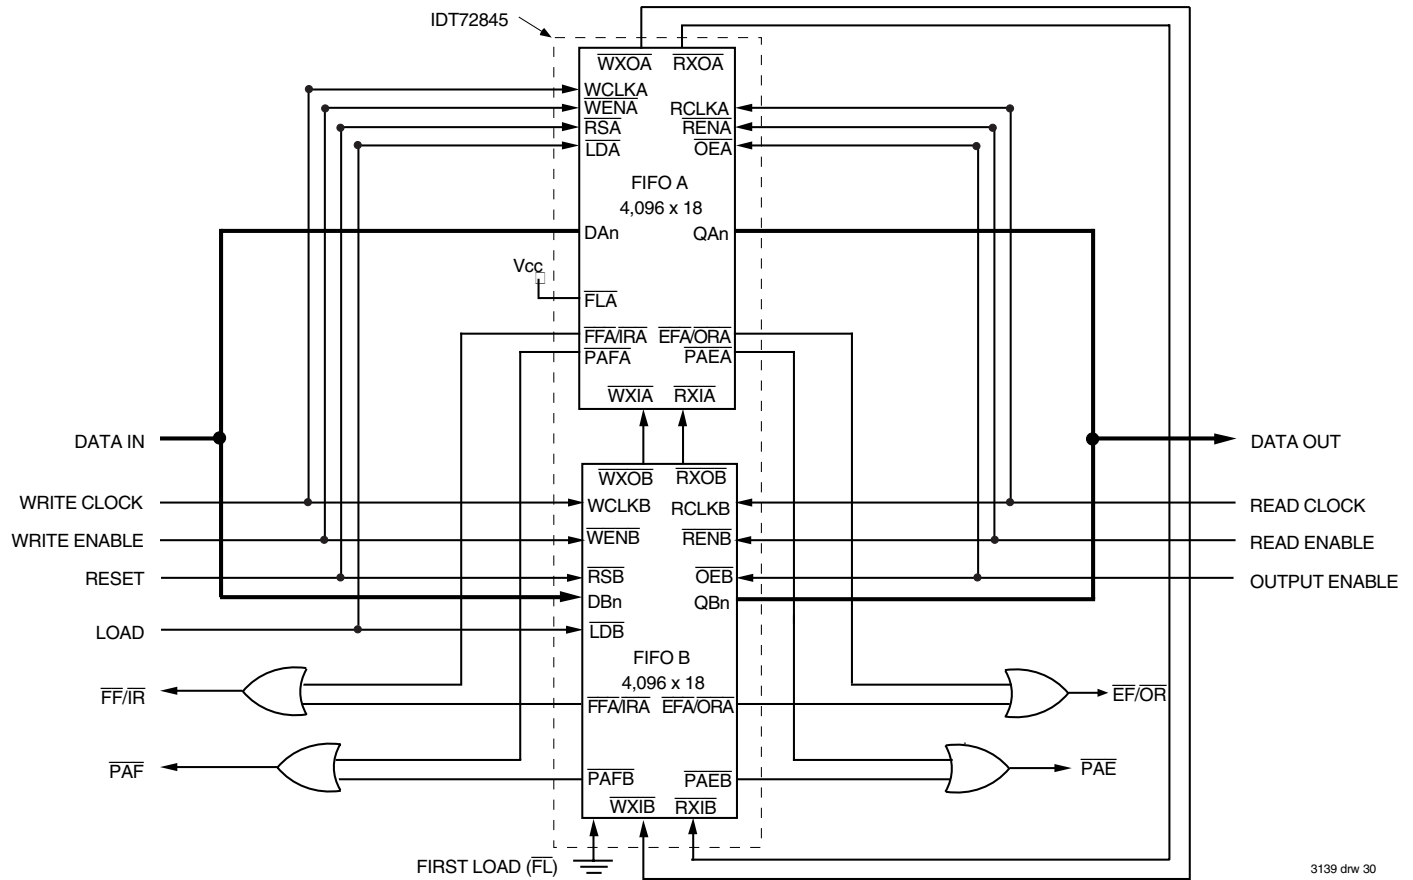 IDT72845
WXOA RXOA
WCLKA
WENA RCLKA
RSA RENA
LDA OEA
FIFO A
4,096 x 18
DAn QAn
Vcc
FLA
FFA/IRA EFA/ORA
PAFA PAEA
WXIA RXIA
DATA IN DATA OUT
WXOB RXOB
WRITE CLOCK WCLKB RCLKB READ CLOCK
WRITE ENABLE WENB RENB READ ENABLE
RESET RSB OEB OUTPUT ENABLE
DBn QBn
LOAD LDB
FIFO B
4,096 x 18
FF/IR FFA/IRA EFA/ORA EF/OR
PAF PAFB PAEB PAE
WXIB RXIB
FIRST LOAD (FL)
3139 drw 30